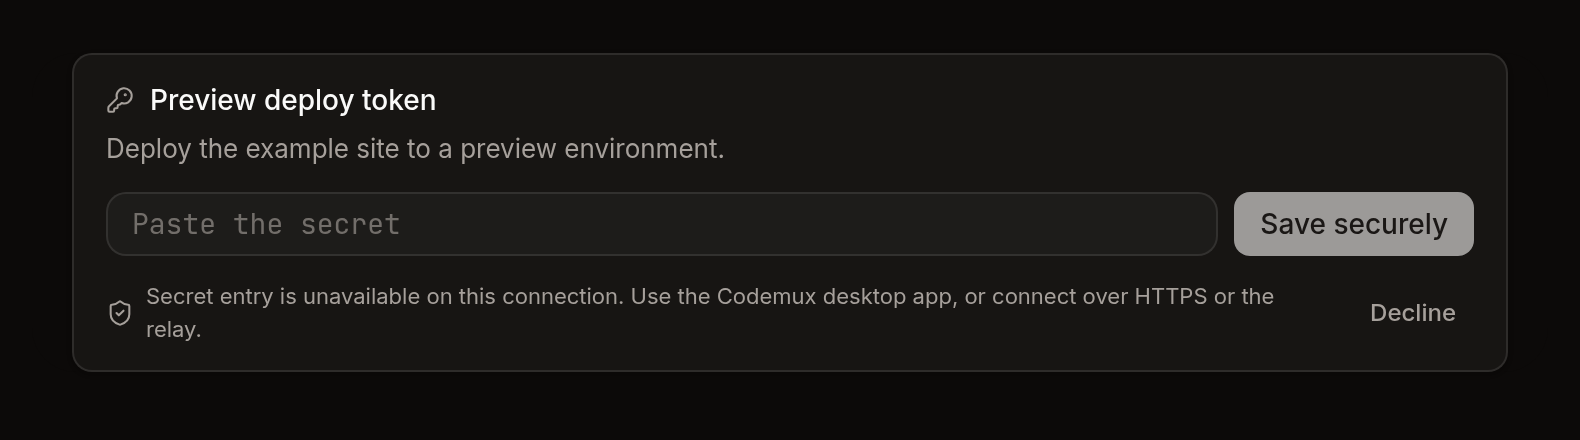 Preview deploy token
Deploy the example site to a preview environment.
Paste the secret
Save securely
Secret entry is unavailable on this connection. Use the Codemux desktop app, or connect over HTTPS or the
relay.
Decline